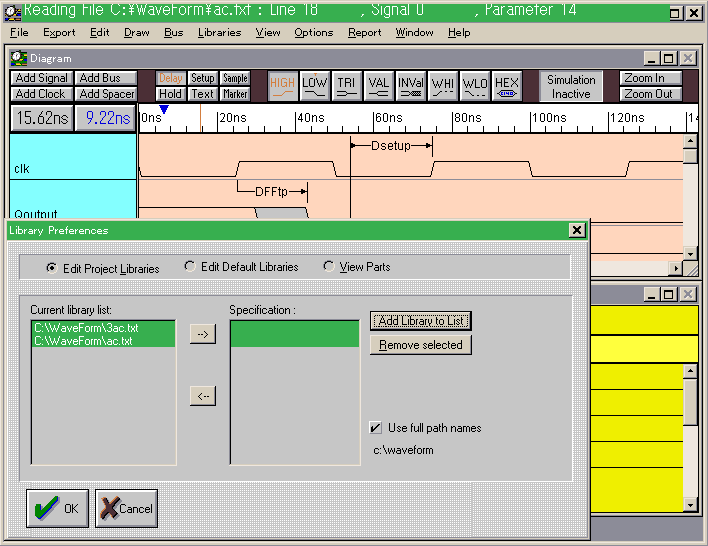 Reading File C:¥WaveForm¥ac.txt : Line 18 , Signal 0 , Parameter 14
File Export Edit Draw Bus Libraries View Options Report Window Help
Diagram
Add Signal Add Bus Delay Setup Sample HIGH LOW TRI VAL INVal WHI WLO HEX Simulation Inactive Zoom In
Add Clock Add Spacer Hold Text Marker Zoom Out
15.62ns 9.22ns 0ns 20ns 40ns 60ns 80ns 100ns 120ns 14
Dsetup
clk
DFFtp
Qoutput
Library Preferences
Edit Project Libraries Edit Default Libraries View Parts
Current library list: Specification :
C:\WaveForm\3ac.txt
C:\WaveForm\ac.txt
--> Add Library to List
Remove selected
<--
Use full path names
c:\waveform
OK Cancel